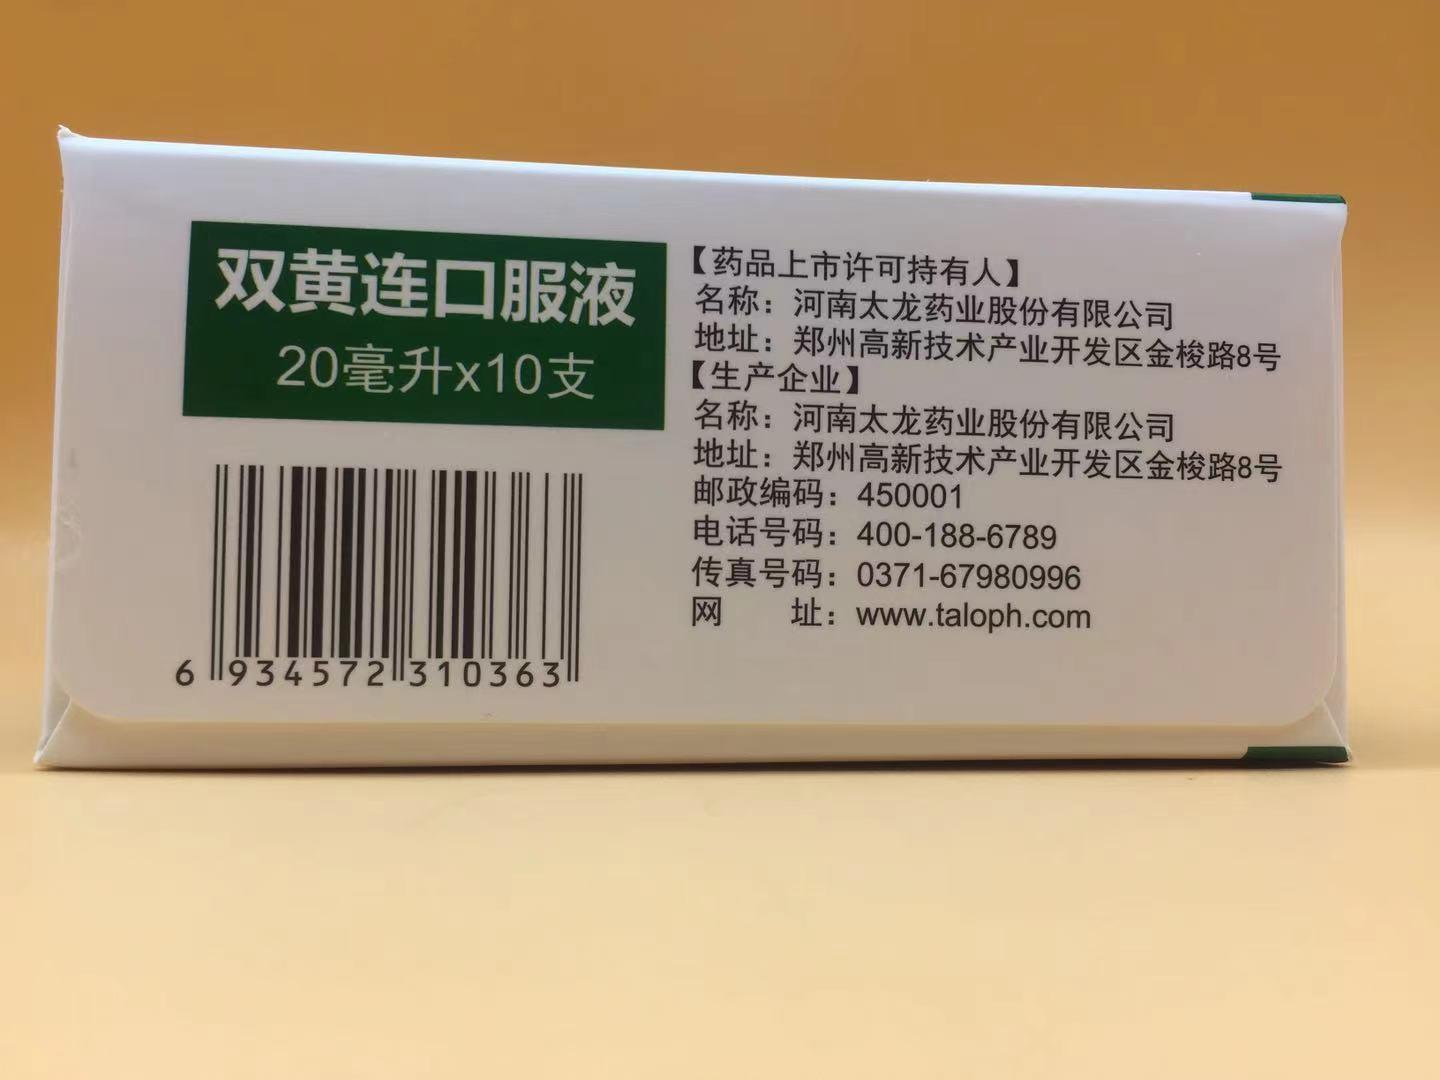 双黄连口服液
20毫升x10支
6 934572 310363
【药品上市许可持有人】
名称：河南太龙药业股份有限公司
地址：郑州高新技术产业开发区金梭路8号
【生产企业】
名称：河南太龙药业股份有限公司
地址：郑州高新技术产业开发区金梭路8号
邮政编码：450001
电话号码：400-188-6789
传真号码：0371-67980996
网　　址：www.taloph.com